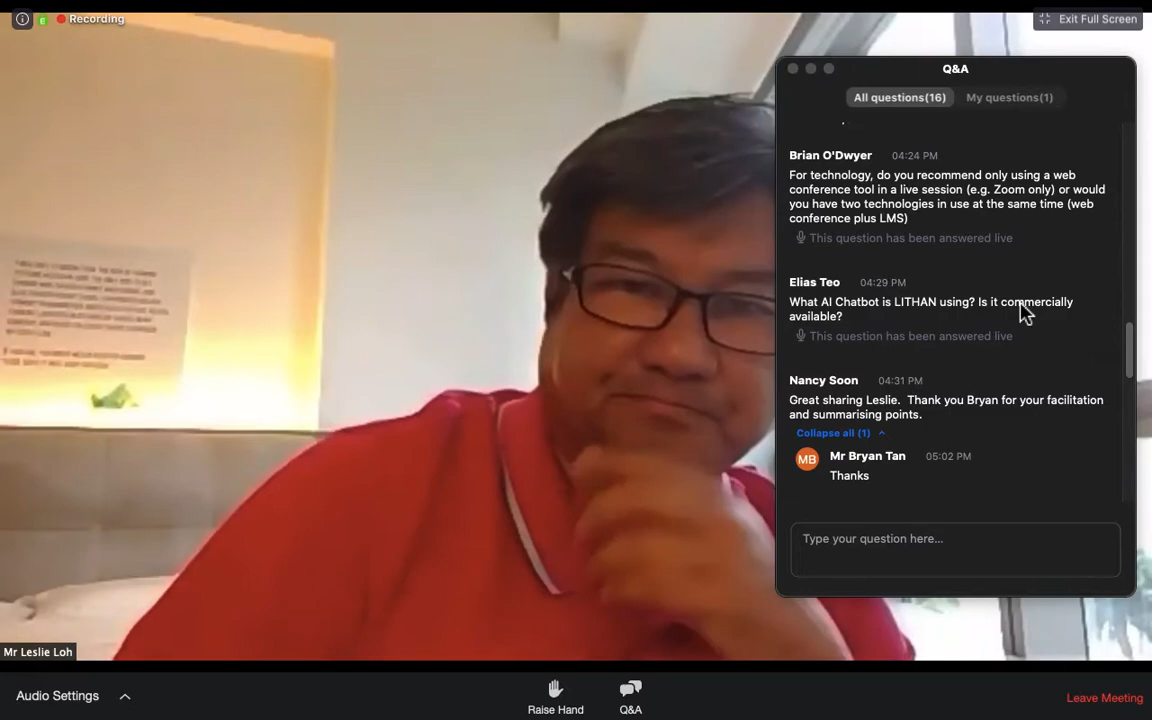 Recording
Exit Full Screen
Q&A
All questions(16)
My questions(1)
Brian O'Dwyer 04:24 PM
For technology, do you recommend only using a web
conference tool in a live session (e.g. Zoom only) or would
you have two technologies in use at the same time (web
conference plus LMS)
This question has been answered live
Elias Teo 04:29 PM
What AI Chatbot is LITHAN using? Is it commercially
available?
This question has been answered live
Nancy Soon 04:31 PM
Great sharing Leslie.  Thank you Bryan for your facilitation
and summarising points.
Collapse all (1)
MB
Mr Bryan Tan 05:02 PM
Thanks
Type your question here...
Mr Leslie Loh
Audio Settings
Raise Hand
Q&A
Leave Meeting